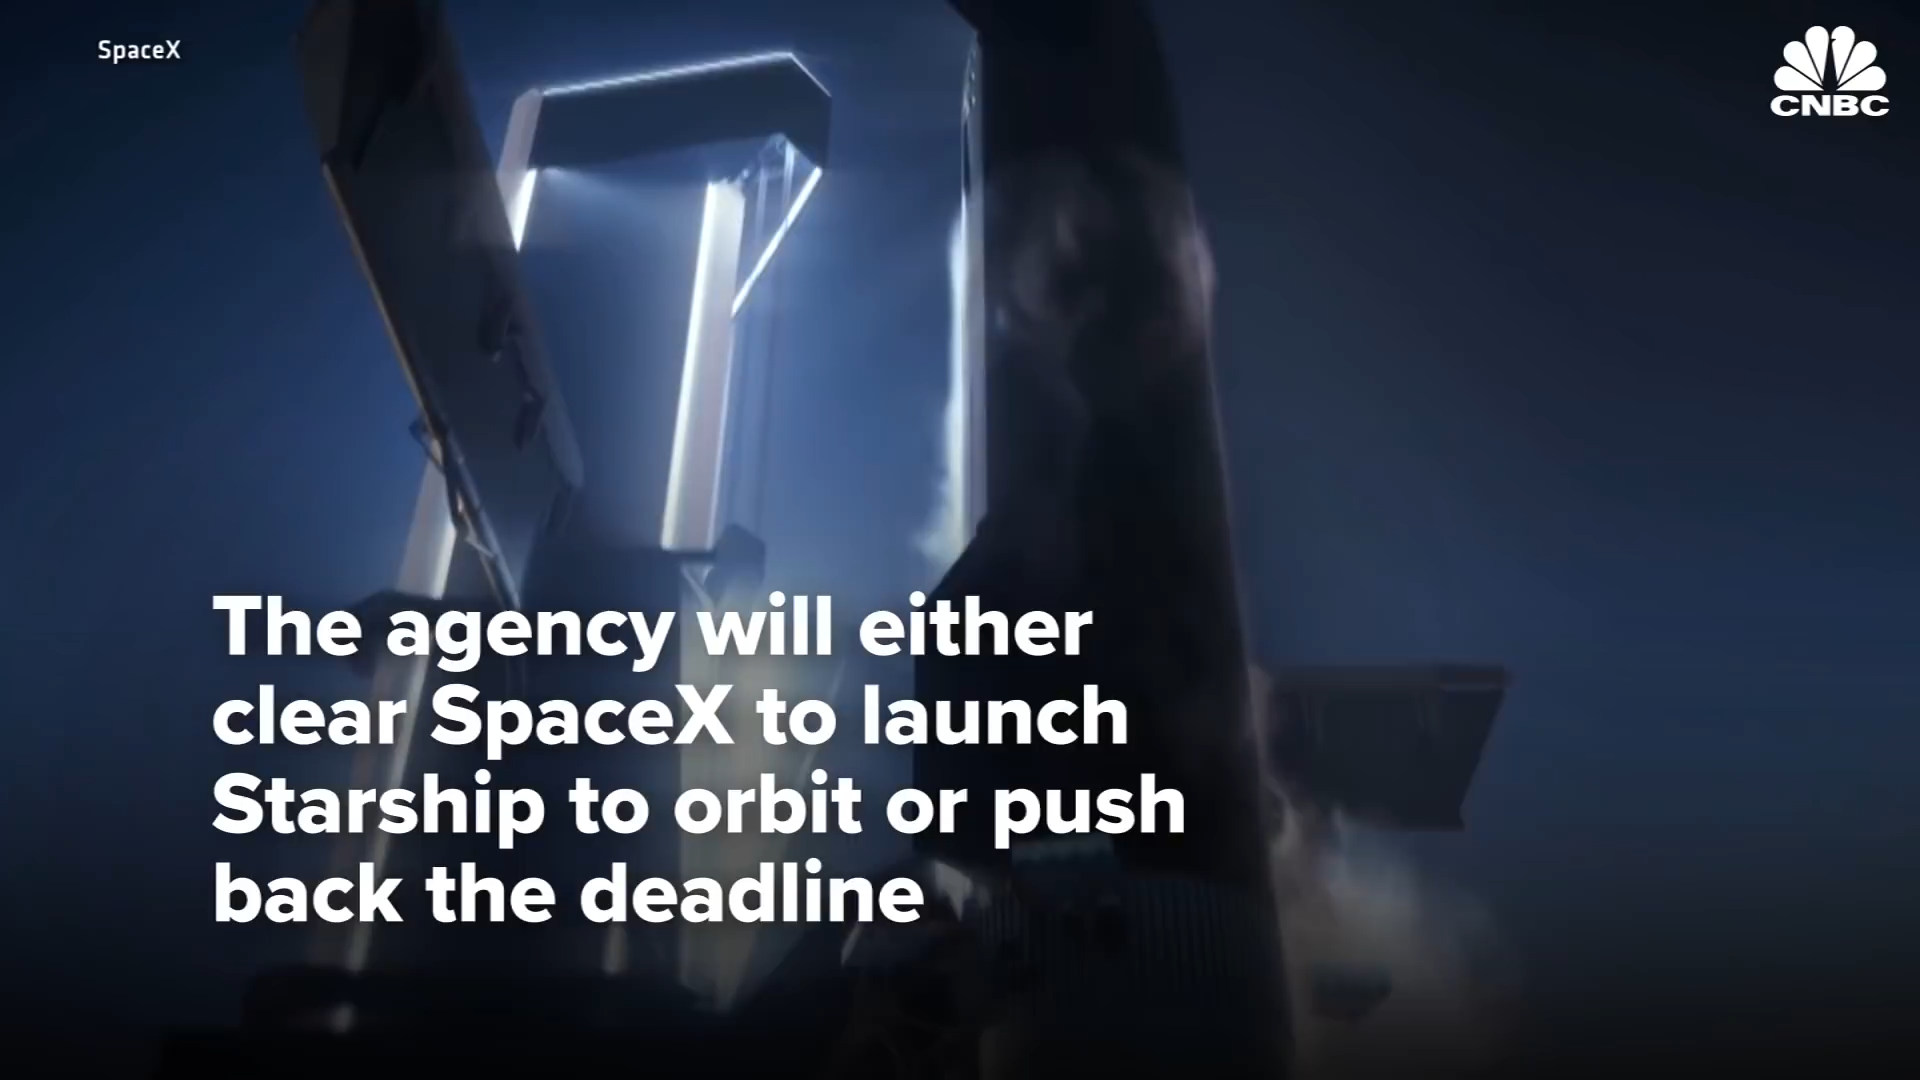 SpaceX
CNBC
The agency will either
clear SpaceX to launch
Starship to orbit or push
back the deadline